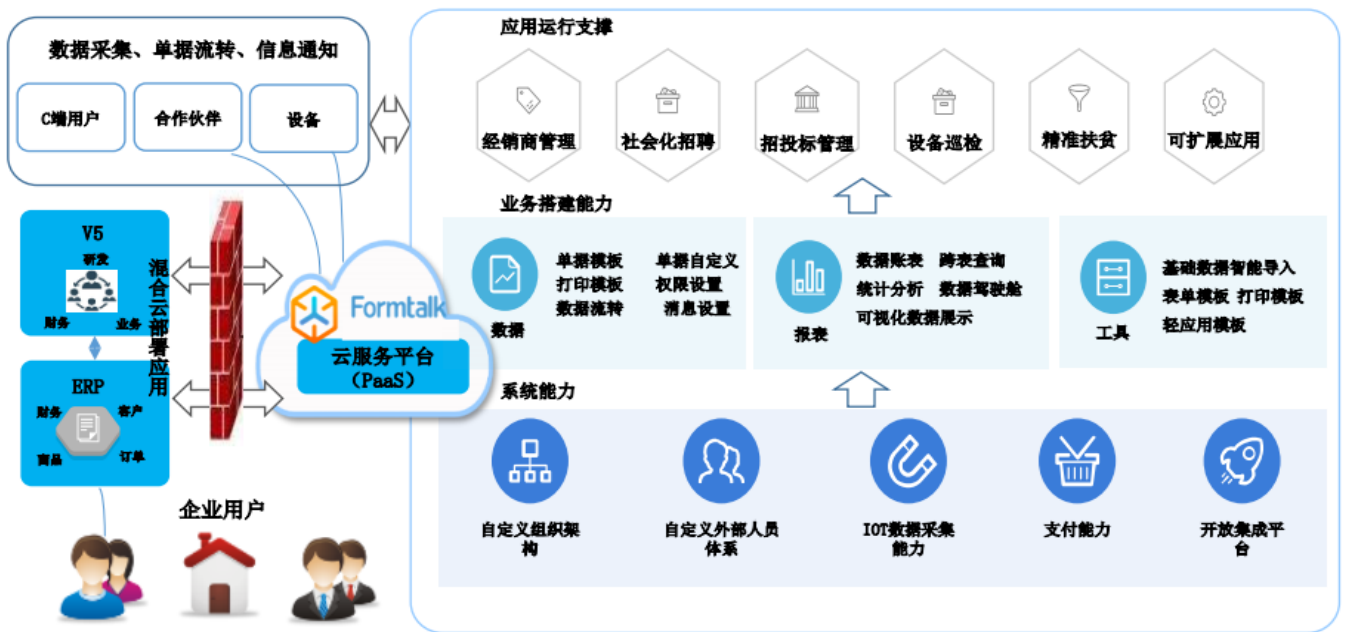 数据采集、单据流转、信息通知
C端用户
合作伙伴
设备
V5
研发
财务
业务
混合云部署应用
ERP
财务
客户
商品
订单
企业用户
Formtalk
云服务平台
（PaaS）
应用运行支撑
经销商管理
社会化招聘
招投标管理
设备巡检
精准扶贫
可扩展应用
业务搭建能力
数据
单据模板 单据自定义
打印模板 权限设置
数据流转 消息设置
报表
数据账表 跨表查询
统计分析 数据驾驶舱
可视化数据展示
工具
基础数据智能导入
表单模板 打印模板
轻应用模板
系统能力
自定义组织架
构
自定义外部人员
体系
IOT数据采集
能力
支付能力
开放集成平
台